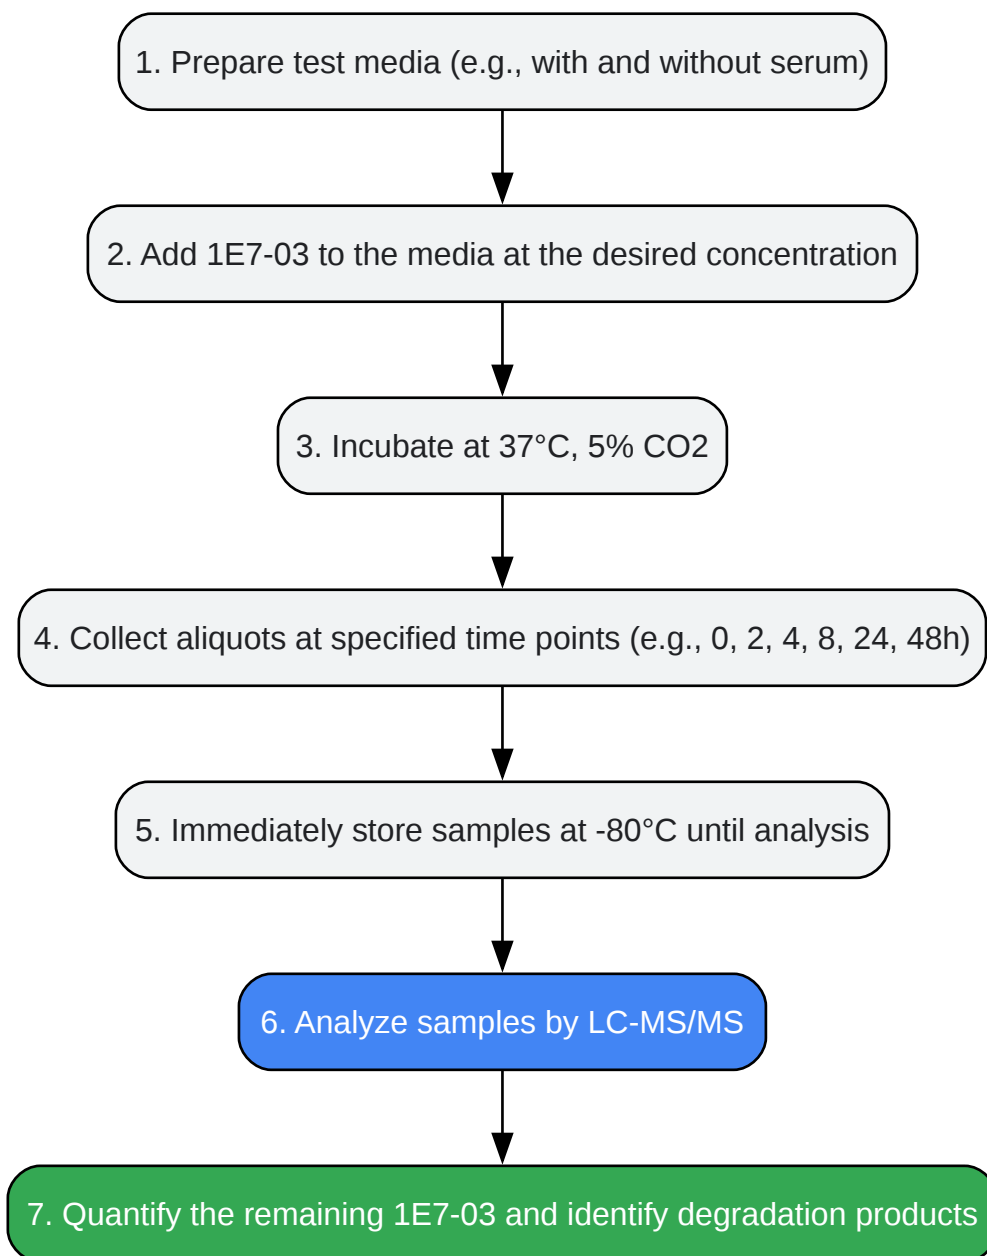 1. Prepare test media (e.g., with and without serum)
2. Add 1E7-03 to the media at the desired concentration
3. Incubate at 37°C, 5% CO2
4. Collect aliquots at specified time points (e.g., 0, 2, 4, 8, 24, 48h)
5. Immediately store samples at -80°C until analysis
6. Analyze samples by LC-MS/MS
7. Quantify the remaining 1E7-03 and identify degradation products